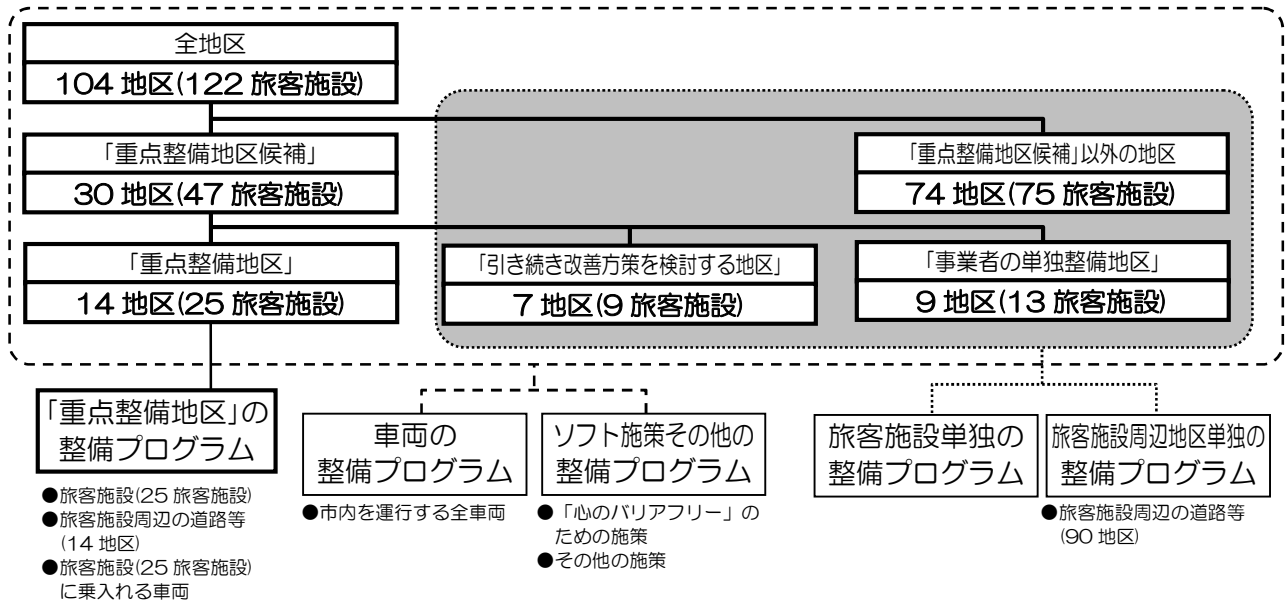 全地区
104 地区(122 旅客施設)
「重点整備地区候補」
30 地区(47 旅客施設)
「重点整備地区候補」以外の地区
74 地区(75 旅客施設)
「重点整備地区」
14 地区(25 旅客施設)
「引き続き改善方策を検討する地区」
7 地区(9 旅客施設)
「事業者の単独整備地区」
9 地区(13 旅客施設)
「重点整備地区」の
整備プログラム
●旅客施設(25 旅客施設)
●旅客施設周辺の道路等
(14 地区)
●旅客施設(25 旅客施設)
に乗入れる車両
車両の
整備プログラム
●市内を運行する全車両
ソフト施策その他の
整備プログラム
●「心のバリアフリー」の
ための施策
●その他の施策
旅客施設単独の
整備プログラム
旅客施設周辺地区単独の
整備プログラム
●旅客施設周辺の道路等
(90 地区)